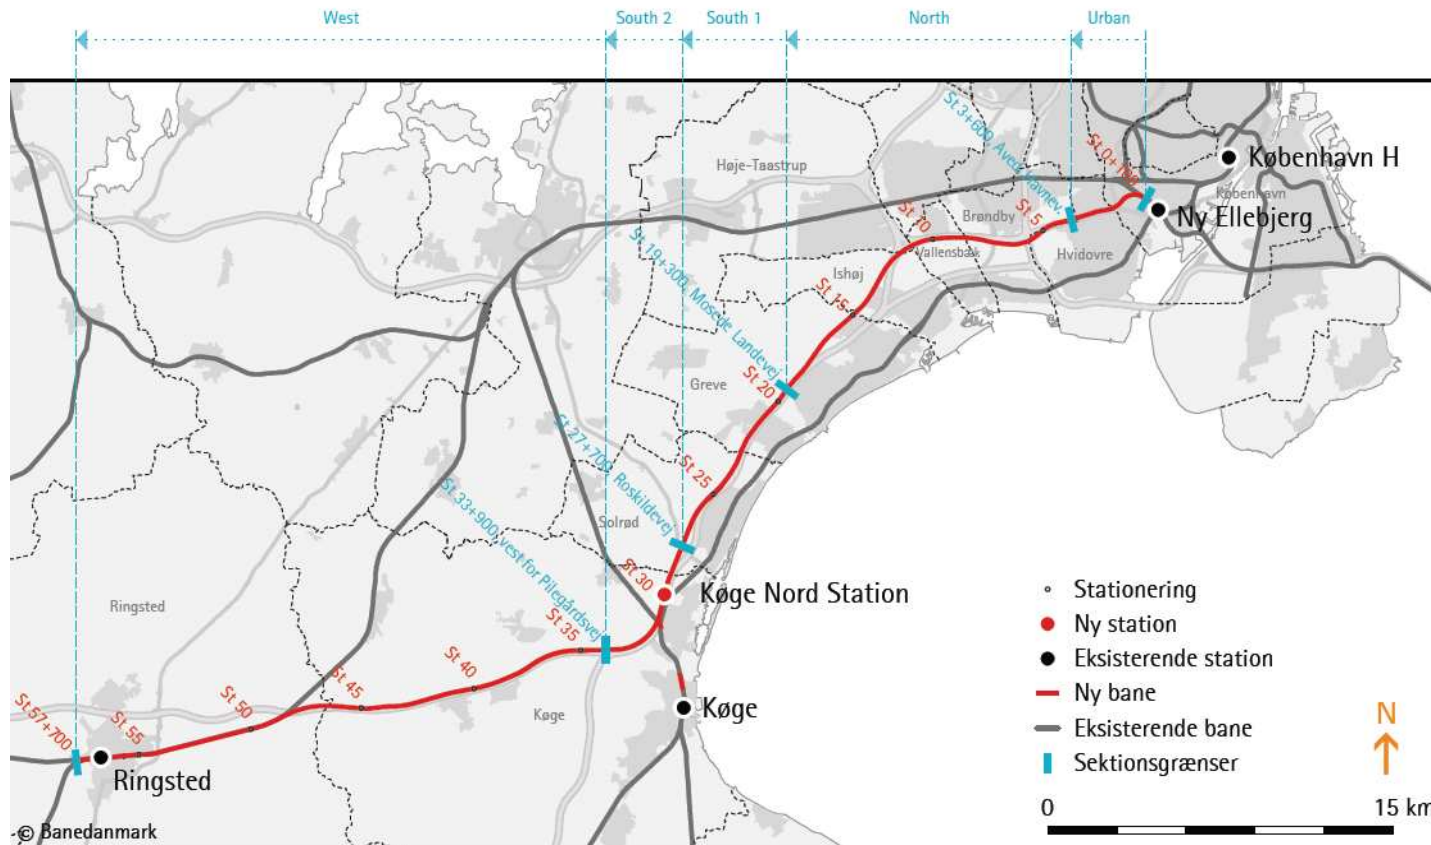 West
South 2
South 1
North
Urban
St 3+600, Aved. Havnev.
St 0+100
København H
København
Høje-Taastrup
Ny Ellebjerg
St 10
Brøndby
St 5
Vallensbæk
Hvidovre
Ishøj
St 19+300, Mosede Landevej
St 15
Greve
St 20
St 27+700, Roskildevej
St 25
St 33+900, vest for Pilegårdsvej
Solrød
St 30
Køge Nord Station
Ringsted
St 35
St 40
St 45
St 50
Køge
Køge
St 57+700
St 55
Ringsted
Stationering
Ny station
Eksisterende station
Ny bane
Eksisterende bane
Sektionsgrænser
N
0
15 km
© Banedanmark